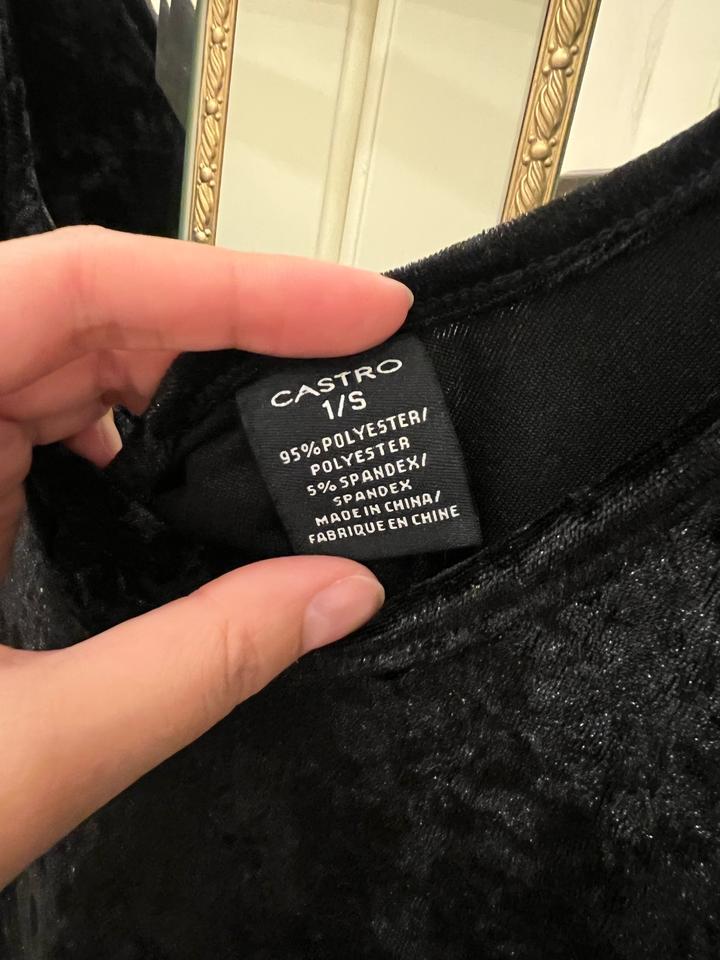 CASTRO
1/S
95% POLYESTER/
POLYESTER
5% SPANDEX/
SPANDEX
MADE IN CHINA/
FABRIQUE EN CHINE